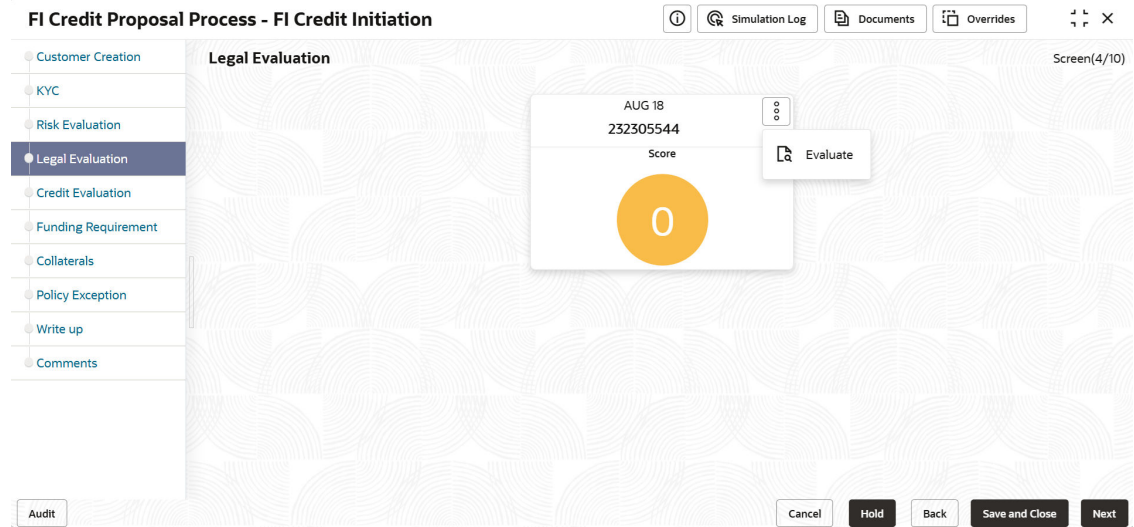 FI Credit Proposal Process - FI Credit Initiation
Simulation Log
Documents
Overrides
Customer Creation
KYC
Risk Evaluation
Legal Evaluation
Credit Evaluation
Funding Requirement
Collaterals
Policy Exception
Write up
Comments
Legal Evaluation
Screen(4/10)
AUG 18
232305544
Score
0
Evaluate
Audit
Cancel
Hold
Back
Save and Close
Next